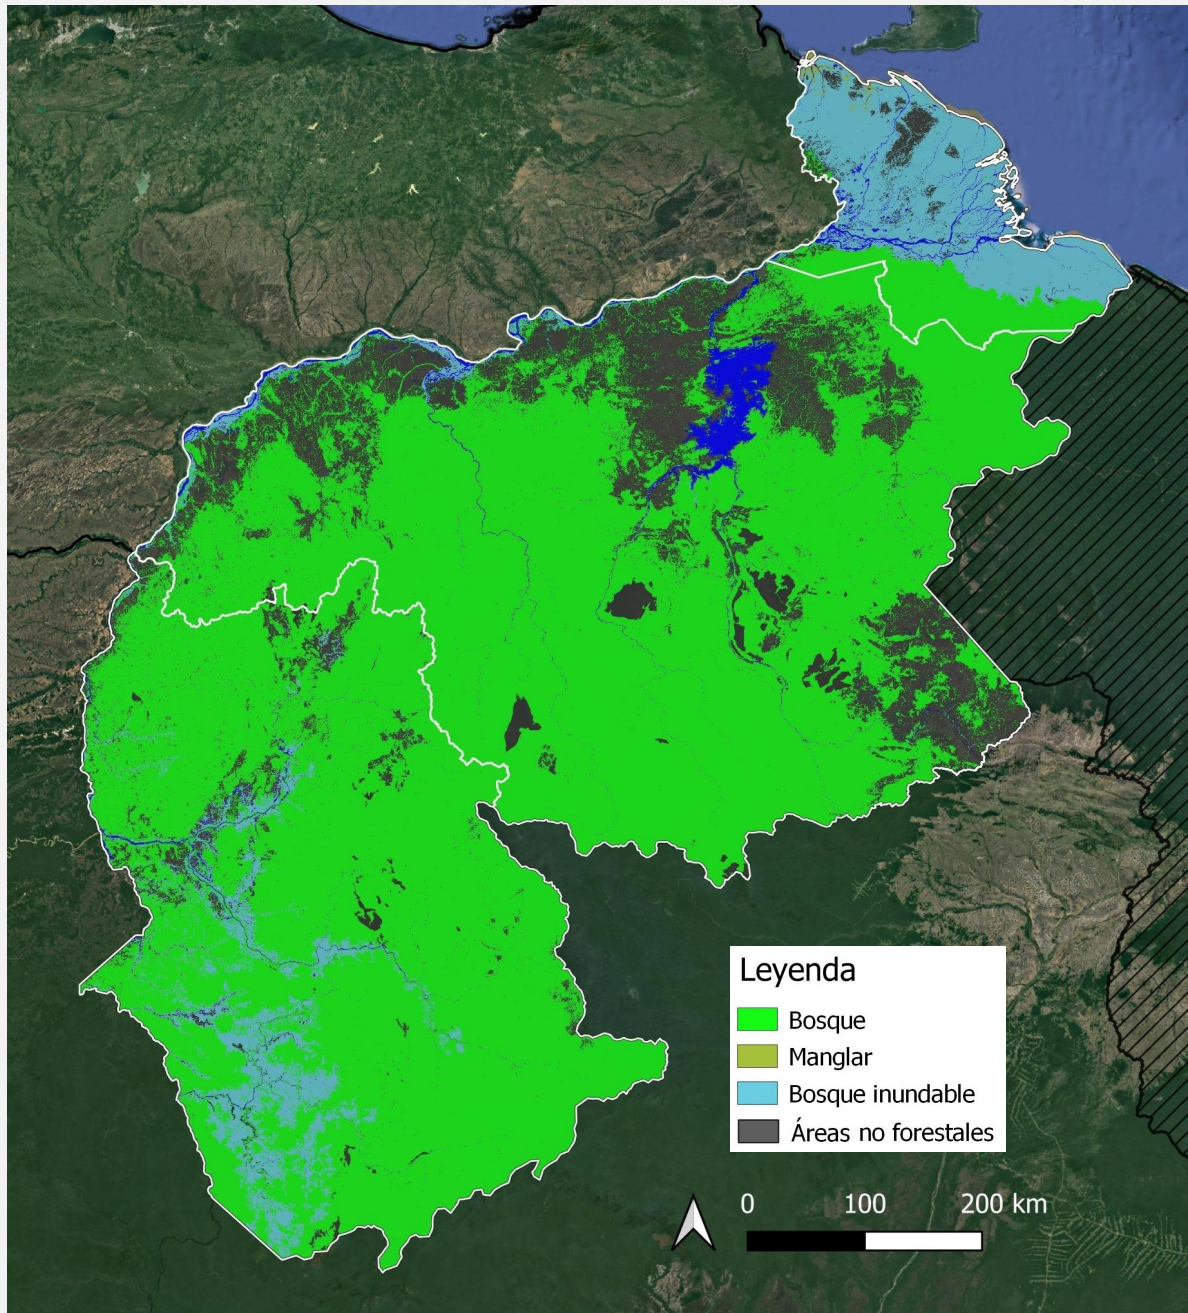 Leyenda
Bosque
Manglar
Bosque inundable
Áreas no forestales
0 100 200 km